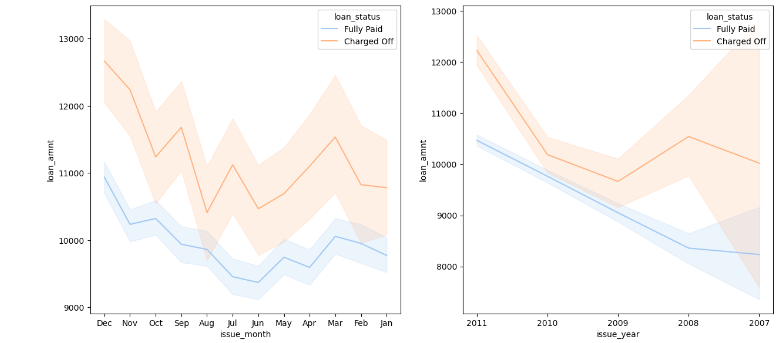 loan_status
Fully Paid
Charged Off
13000
12000
11000
10000
9000
loan_amnt
Dec Nov Oct Sep Aug Jul Jun May Apr Mar Feb Jan
issue_month
loan_status
Fully Paid
Charged Off
13000
12000
11000
10000
9000
8000
loan_amnt
2011 2010 2009 2008 2007
issue_year